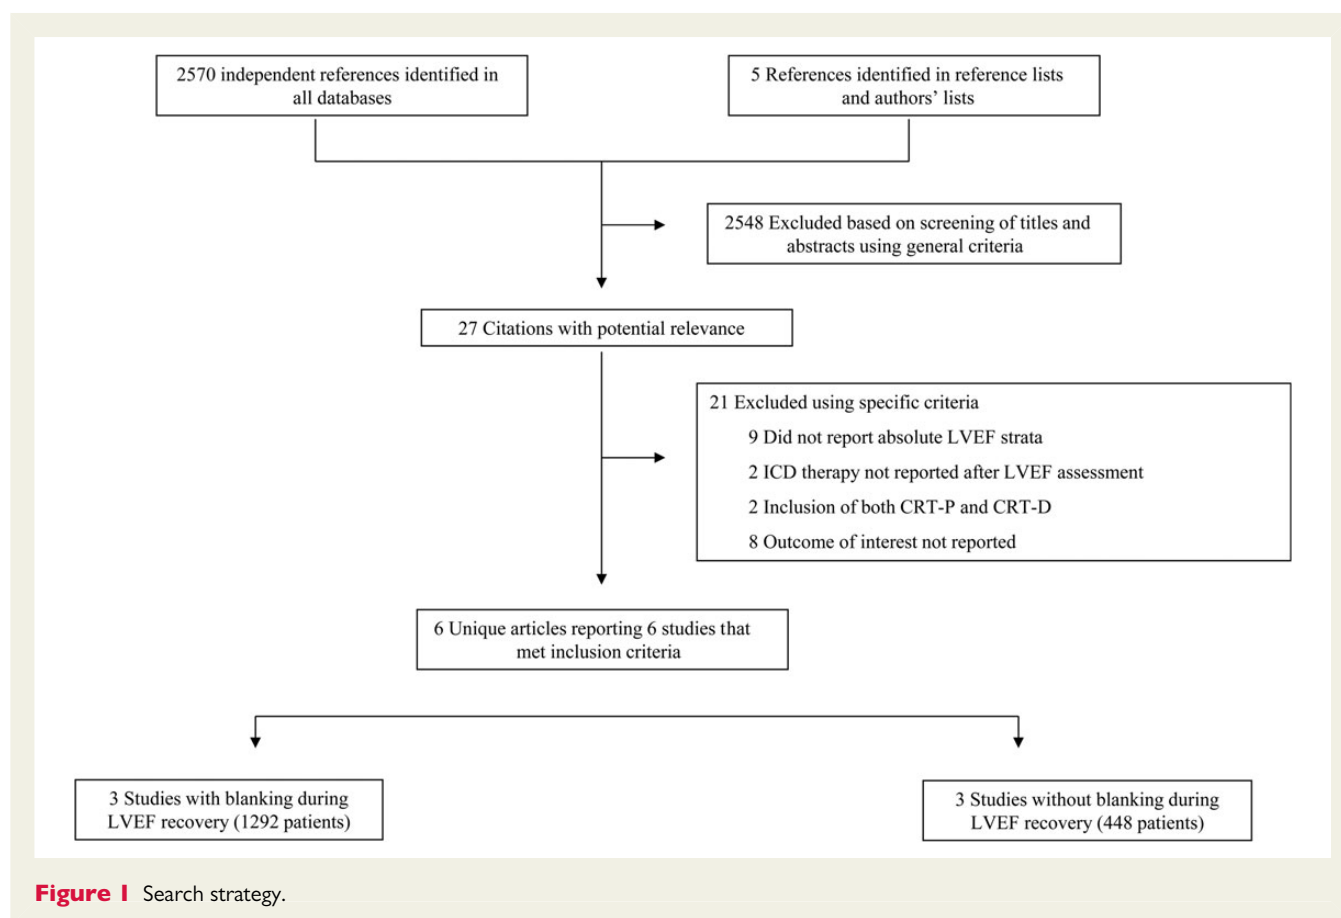 2570 independent references identified in
all databases
5 References identified in reference lists
and authors' lists
2548 Excluded based on screening of titles and
abstracts using general criteria
27 Citations with potential relevance
21 Excluded using specific criteria
9 Did not report absolute LVEF strata
2 ICD therapy not reported after LVEF assessment
2 Inclusion of both CRT-P and CRT-D
8 Outcome of interest not reported
6 Unique articles reporting 6 studies that
met inclusion criteria
3 Studies with blanking during
LVEF recovery (1292 patients)
3 Studies without blanking during
LVEF recovery (448 patients)
Figure 1 Search strategy.